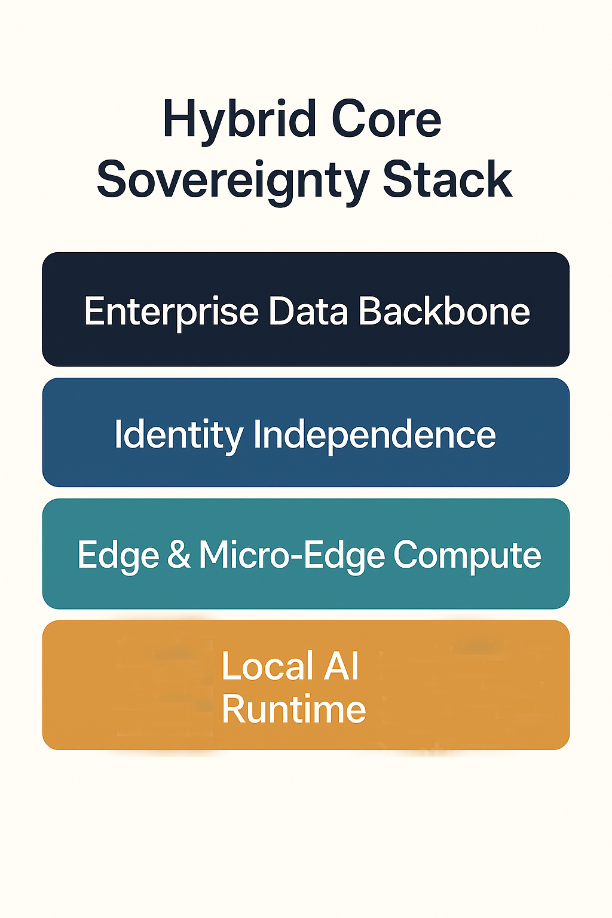 Hybrid Core
Sovereignty Stack
Enterprise Data Backbone
Identity Independence
Edge & Micro-Edge Compute
Local AI
Runtime